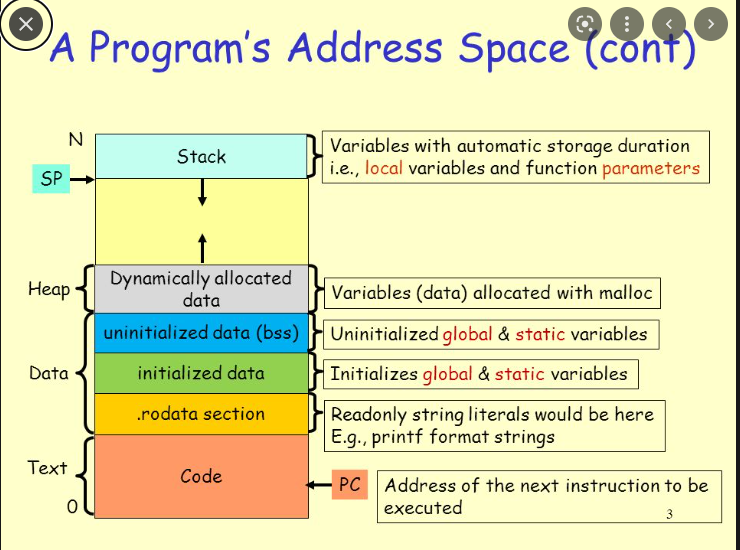 A Program's Address Space (cont)
N
Stack
Variables with automatic storage duration
i.e., local variables and function parameters
SP
Heap
Dynamically allocated
data
Variables (data) allocated with malloc
uninitialized data (bss)
Uninitialized global & static variables
Data
initialized data
Initializes global & static variables
.rodata section
Readonly string literals would be here
E.g., printf format strings
Text
Code
PC
Address of the next instruction to be
executed
0
3